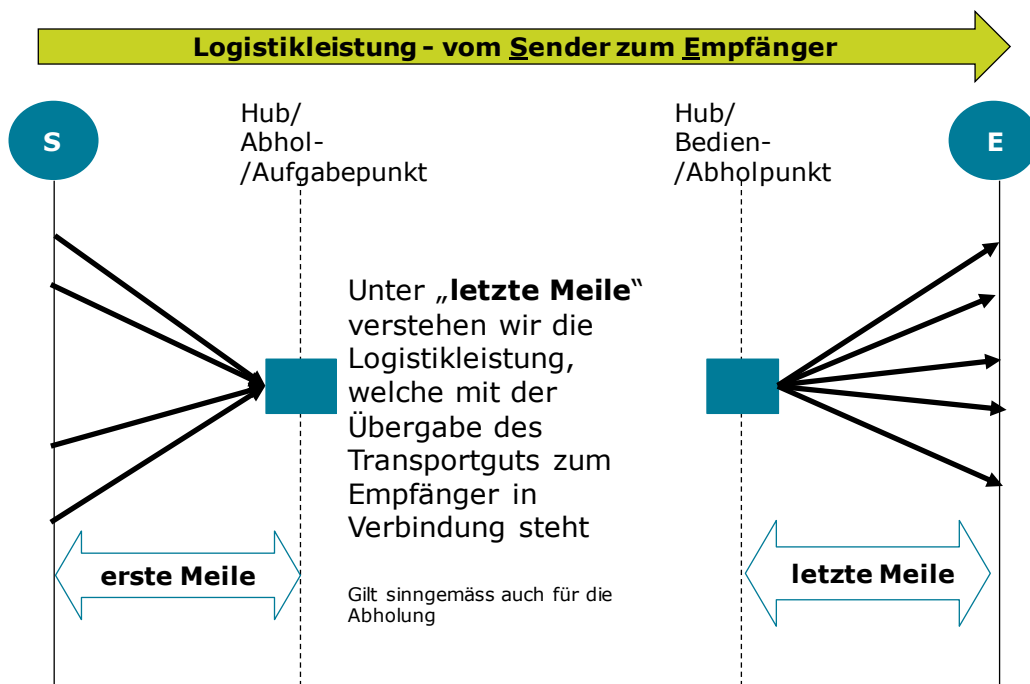 Logistikleistung - vom Sender zum Empfänger
S
Hub/
Abhol-
/Aufgabepunkt
Hub/
Bedien-
/Abholpunkt
E
Unter „letzte Meile“
verstehen wir die
Logistikleistung,
welche mit der
Übergabe des
Transportguts zum
Empfänger in
Verbindung steht
erste Meile
letzte Meile
Gilt sinngemäss auch für die
Abholung